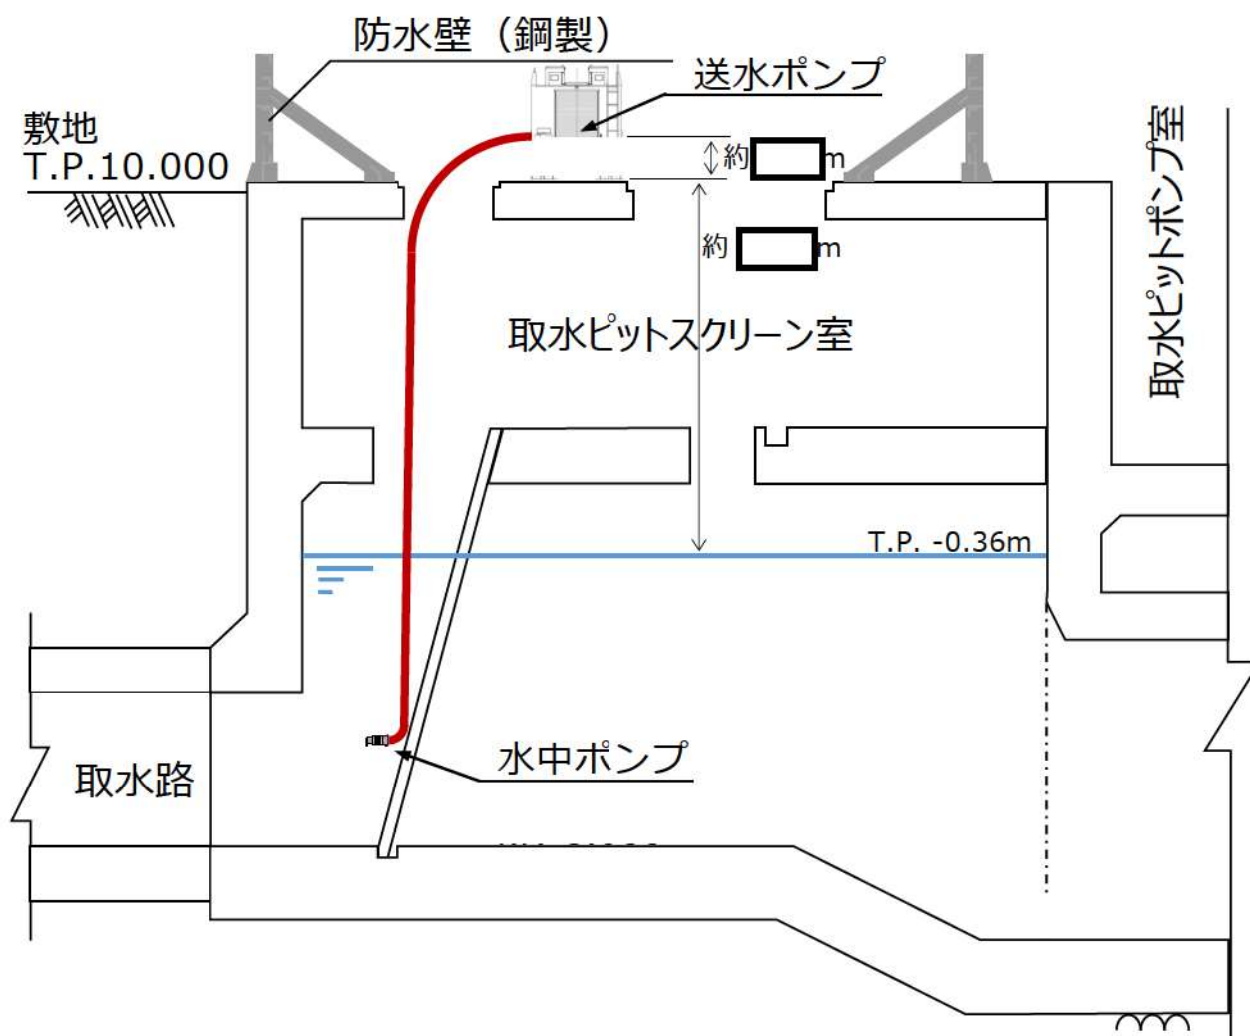 防水壁（鋼製）
送水ポンプ
敷地
T.P.10.000
約 m
約 m
取水ピットスクリーン室
取水ピットポンプ室
T.P. -0.36m
水中ポンプ
取水路